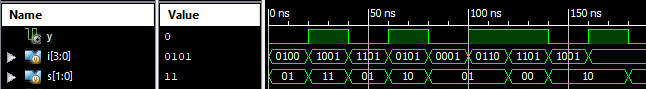 Name Value 0 ns 50 ns 100 ns 150 ns
y 0
i[3:0] 0101 0100 1001 1101 0101 0001 0110 1101 1001
s[1:0] 11 01 11 01 10 01 00 10